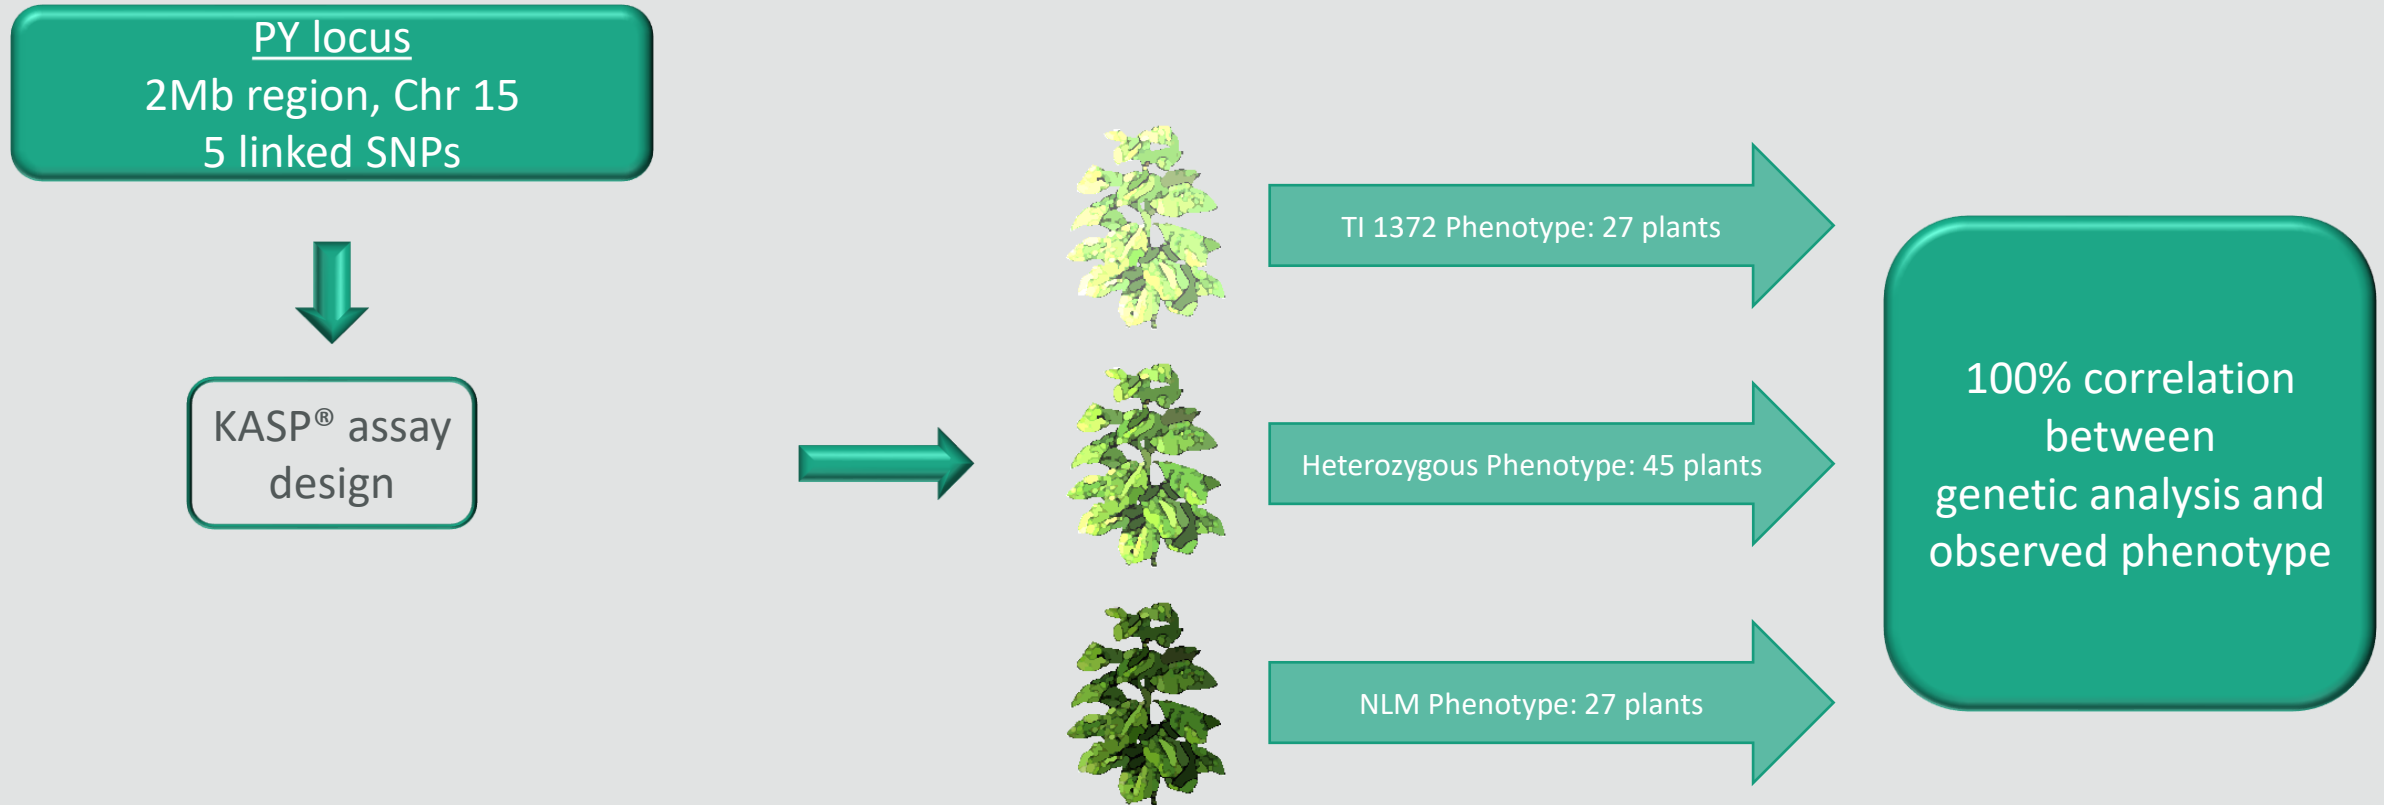 PY locus
2Mb region, Chr 15
5 linked SNPs
KASP® assay
design
TI 1372 Phenotype: 27 plants
Heterozygous Phenotype: 45 plants
NLM Phenotype: 27 plants
100% correlation
between
genetic analysis and
observed phenotype